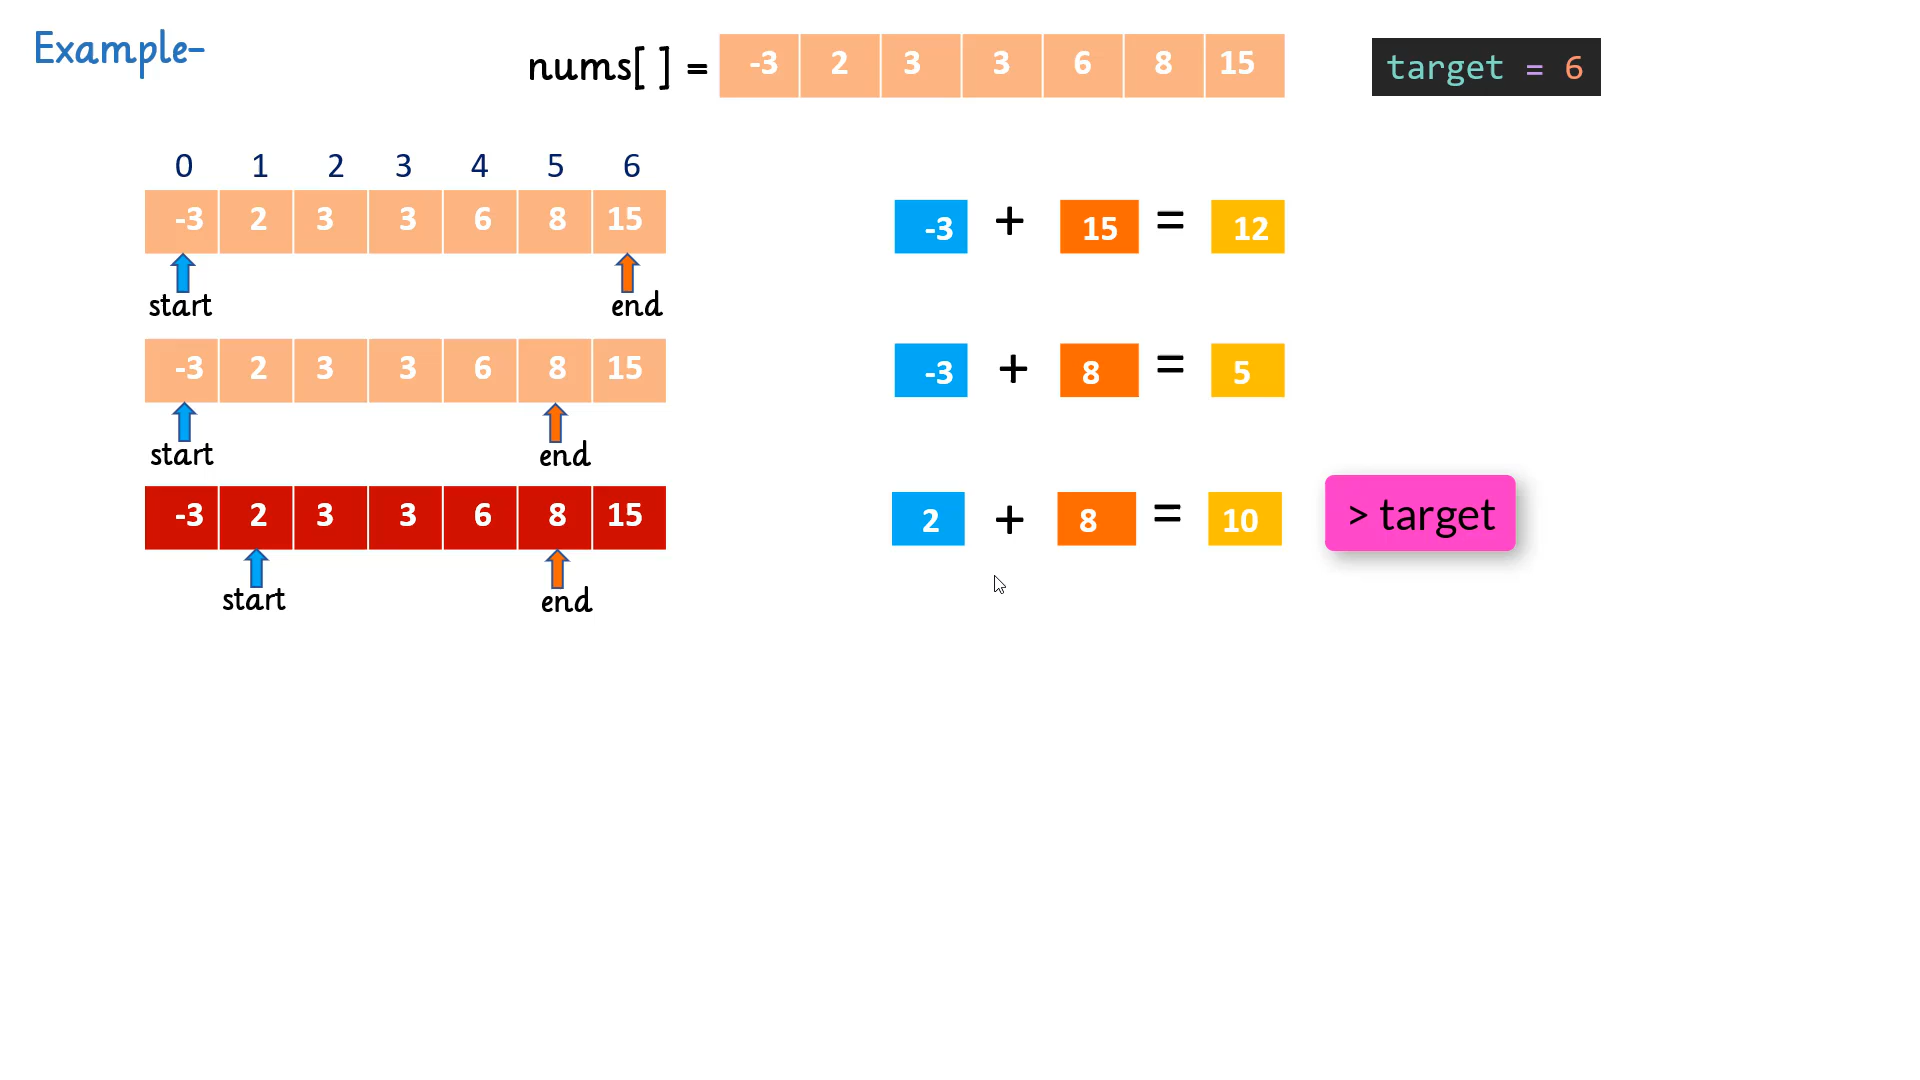 Example-
nums[ ] = -3 2 3 3 6 8 15
target = 6
0 1 2 3 4 5 6
-3 2 3 3 6 8 15
start end
-3 + 15 = 12
-3 2 3 3 6 8 15
start end
-3 + 8 = 5
-3 2 3 3 6 8 15
start end
2 + 8 = 10
> target